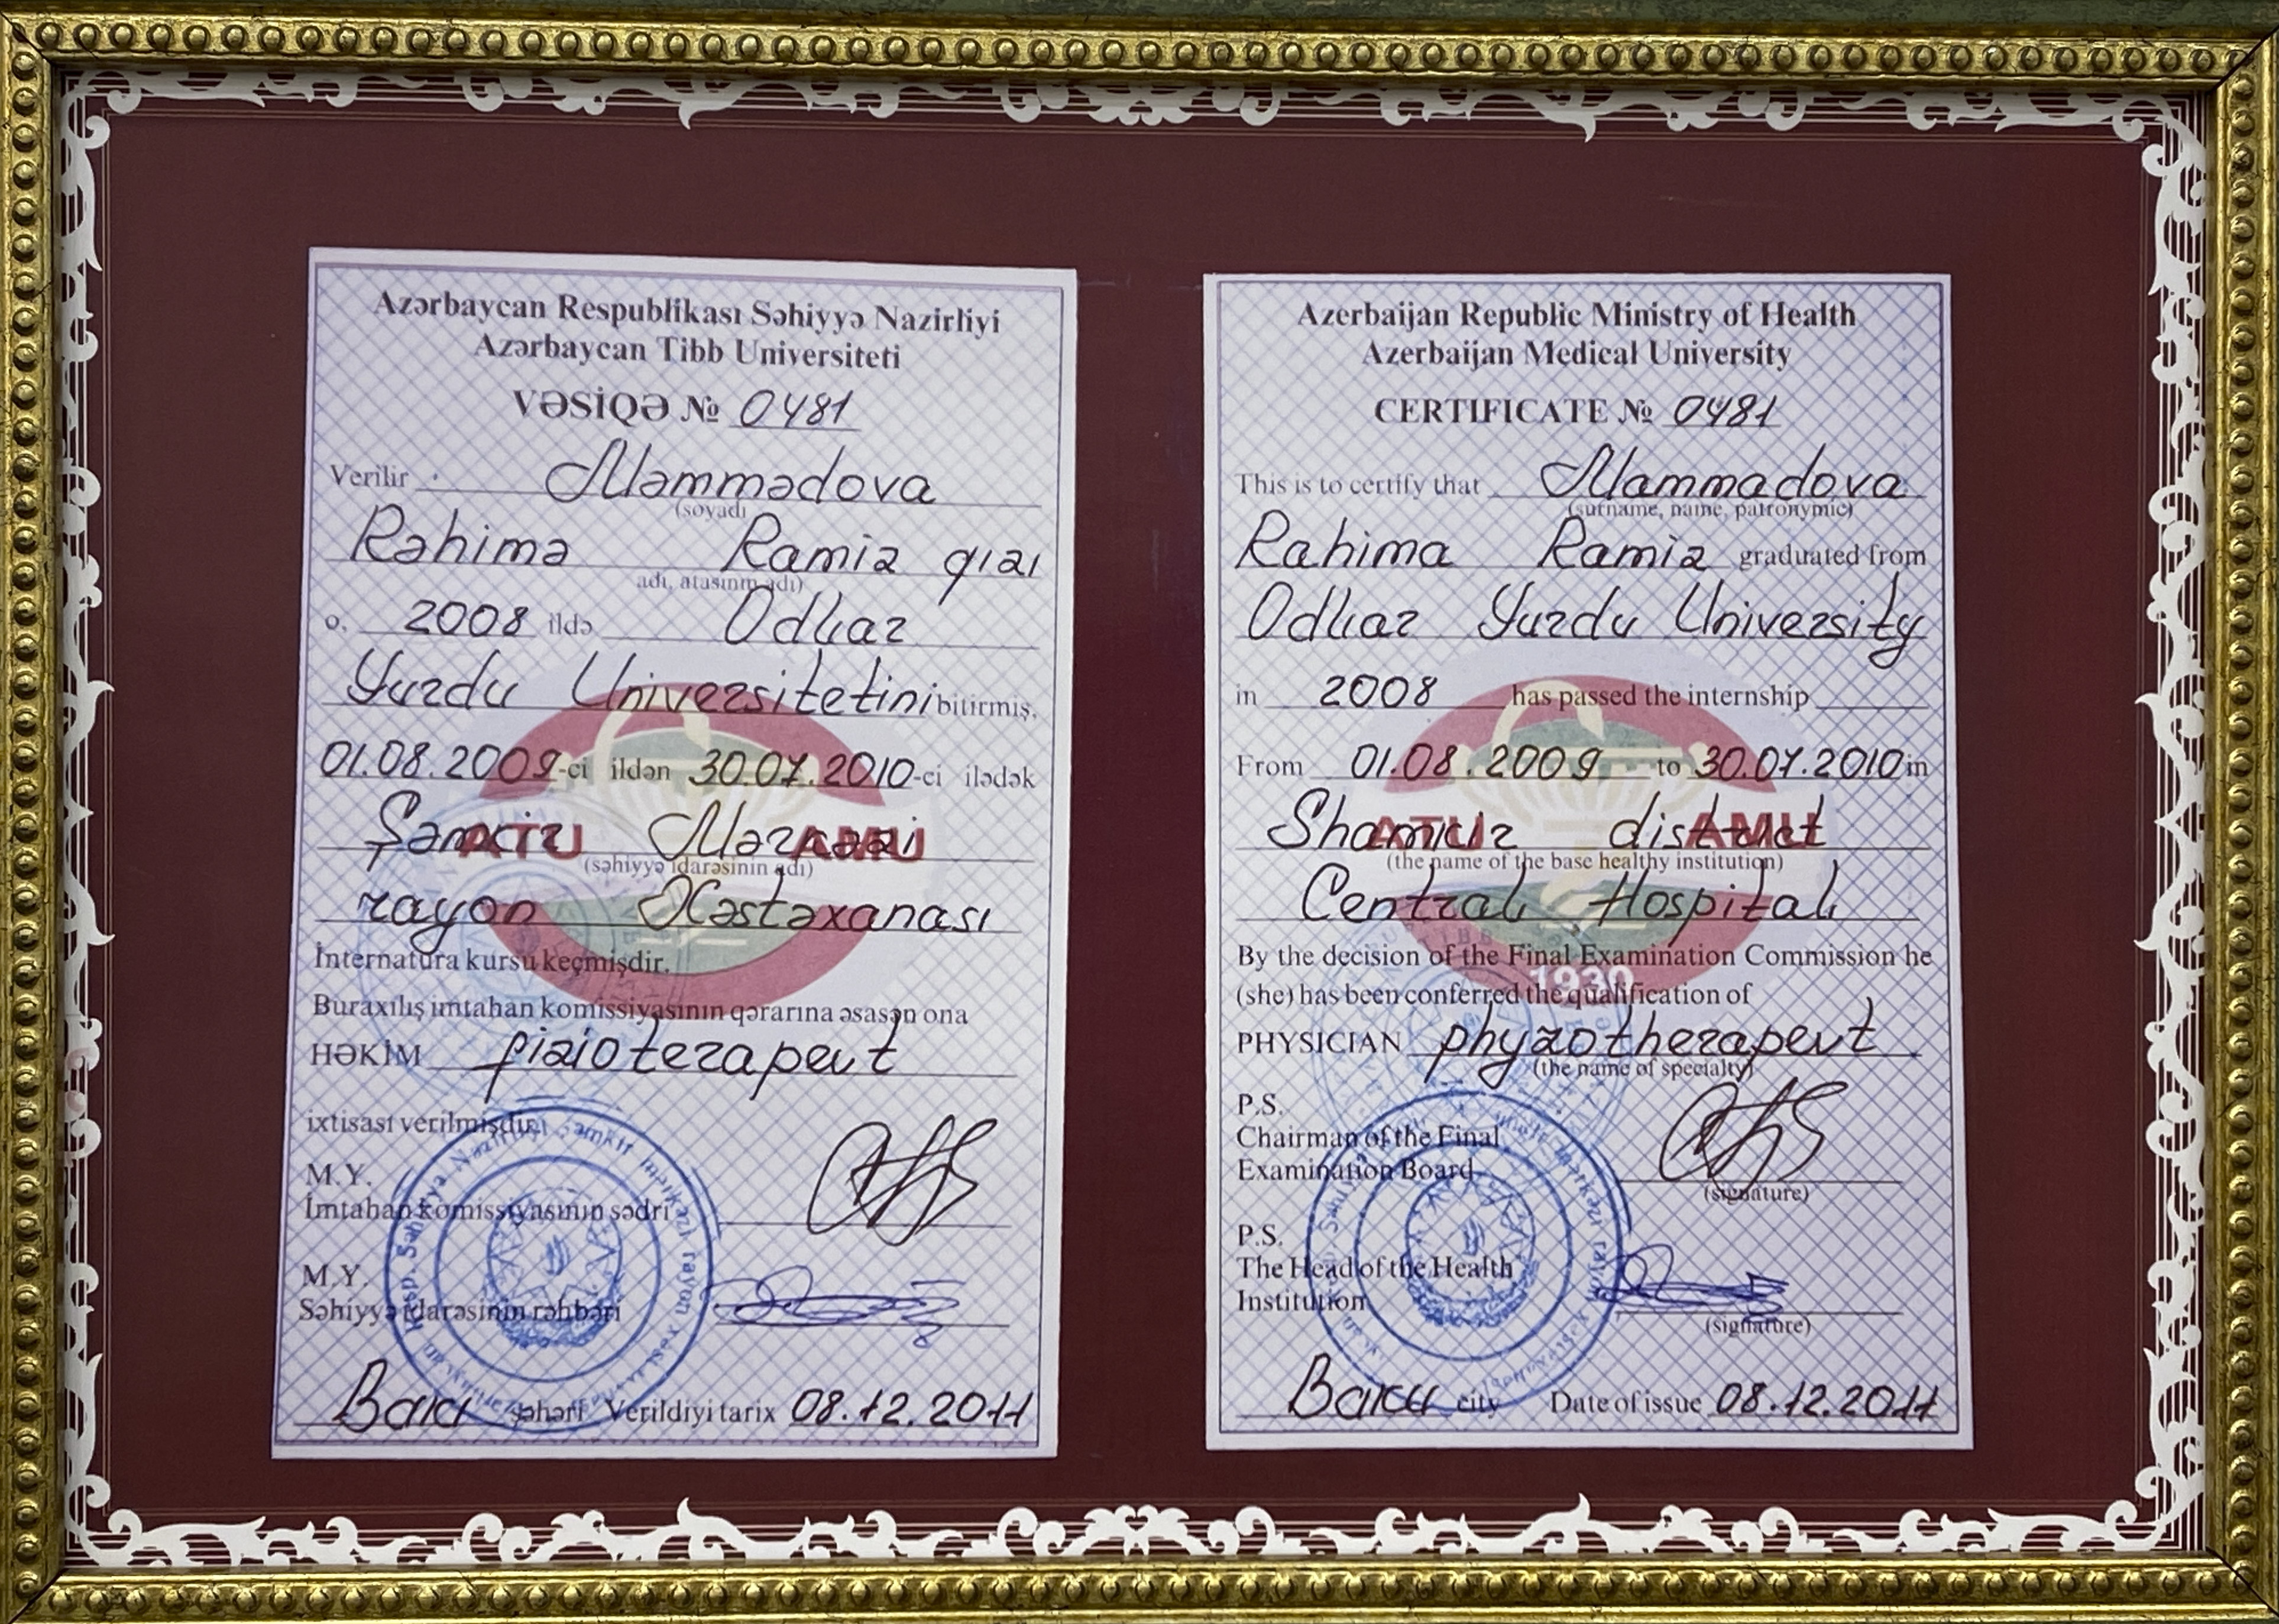 Azərbaycan Respublikası Səhiyyə Nazirliyi
Azərbaycan Tibb Universiteti
VƏSİQƏ № 0481
Verilir Məmmədova
(soyadı
Rəhimə Ramiz qızı
adı, atasının adı)
o, 2008 ildə Odlar
Yurdu Universitetini bitirmiş,
01.08.2009-ci ildən 30.07.2010-ci ilədək
Şəmkir Mərkəzi
ATU AMU
(səhiyyə idarəsinin adı)
rayon Xəstəxanası
İnternatura kursu keçmişdir.
Buraxılış imtahan komissiyasının qərarına əsasən ona
HƏKİM fizioterapevt
ixtisası verilmişdir.
M.Y.
İmtahan komissiyasının sədri
M.Y.
Səhiyyə idarəsinin rəhbəri
Bakı şəhəri Verildiyi tarix 08.12.2011
Azerbaijan Republic Ministry of Health
Azerbaijan Medical University
CERTIFICATE № 0481
This is to certify that Mammadova
(surname, name, patronymic)
Rahima Ramiz graduated from
Odlar Yurdu University
in 2008 has passed the internship
From 01.08.2009 to 30.07.2010 in
Shamkir district
ATU AMU
(the name of the base healthy institution)
Central Hospital
By the decision of the Final Examination Commission he
1930
(she) has been conferred the qualification of
PHYSICIAN phyzotherapevt
(the name of specialty)
P.S.
Chairman of the Final
Examination Board
(signature)
P.S.
The Head of the Health
Institution
(signature)
Baku city Date of issue 08.12.2011